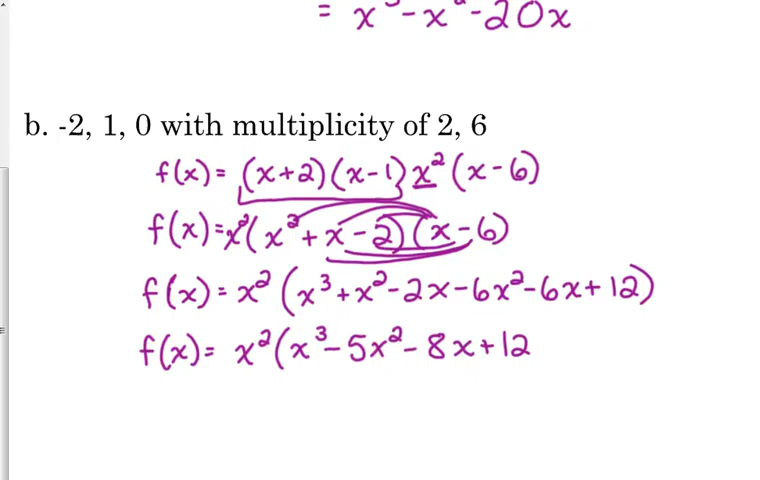 = x³ - x² - 20x
b. -2, 1, 0 with multiplicity of 2, 6
f(x) = (x+2)(x-1) x² (x-6)
f(x) = x²(x² + x - 2)(x - 6)
f(x) = x² (x³ + x² - 2x - 6x² - 6x + 12)
f(x) = x²(x³ - 5x² - 8x + 12